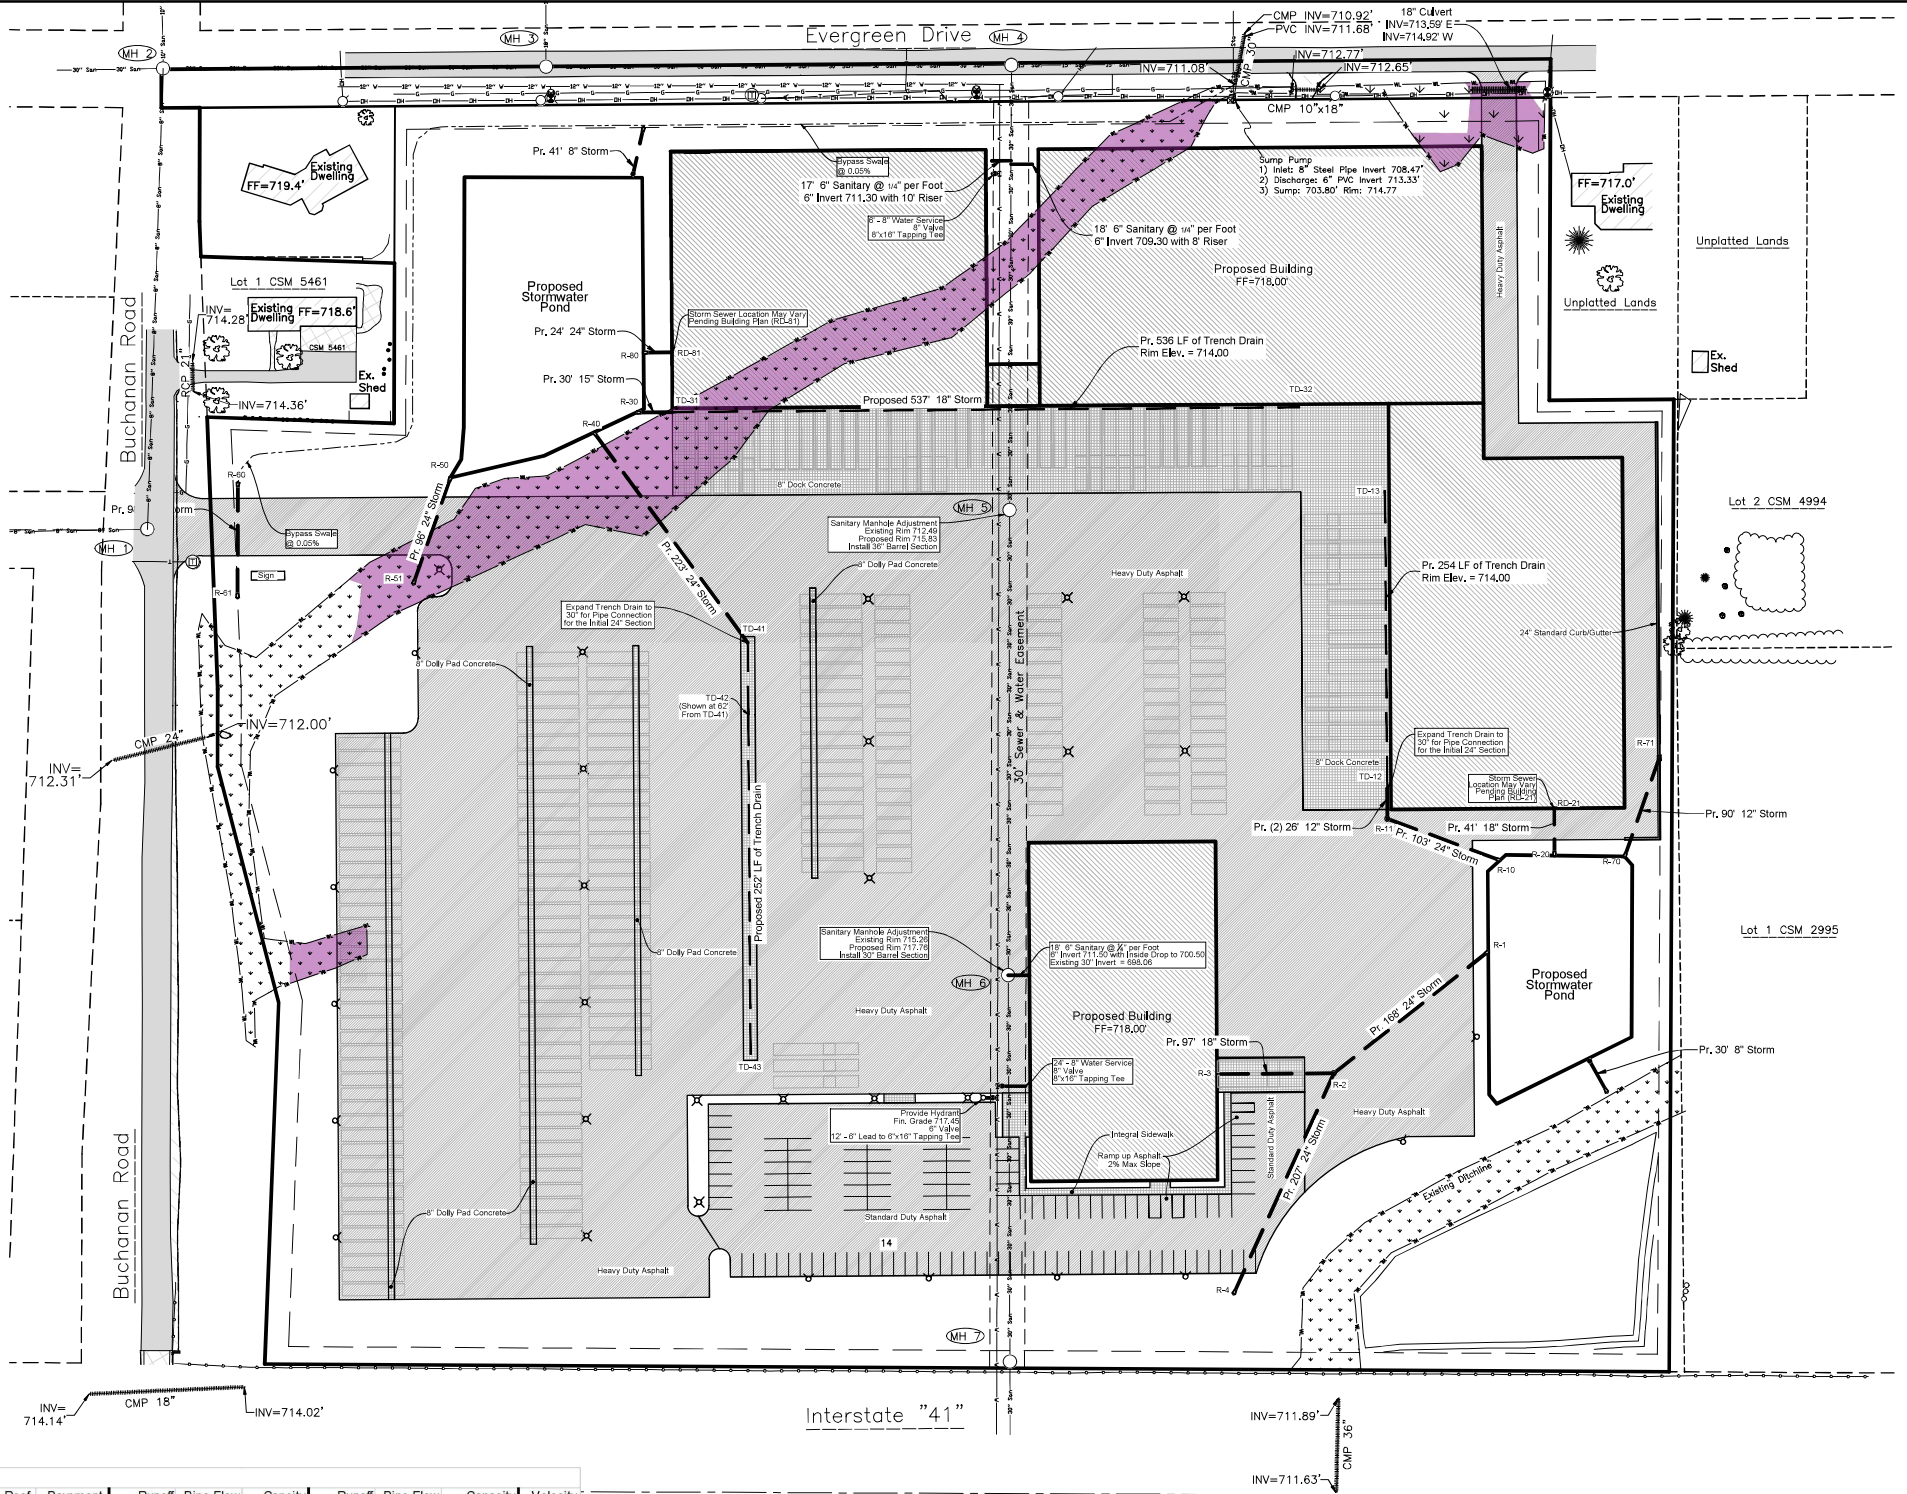 Evergreen Drive
MH 2
MH 3
MH 4
CMP INV=710.92'
PVC INV=711.68'
18" Culvert
INV=713.59' E
INV=714.92' W
INV=711.08'
CMP 30"
INV=712.77'
INV=712.65'
CMP 10"x18"
Existing
Dwelling
FF=719.4'
Pr. 41' 8" Storm
Bypass Swale
@ 0.05%
17' 6" Sanitary @ 1/4" per Foot
6" Invert 711.30 with 10' Riser
6' - 8" Water Service
8" Valve
8"x16" Tapping Tee
18' 6" Sanitary @ 1/4" per Foot
6" Invert 709.30 with 8' Riser
Sump Pump
1) Inlet: 8" Steel Pipe Invert 708.47'
2) Discharge: 6" PVC Invert 713.33'
3) Sump: 703.80' Rim: 714.77
FF=717.0'
Existing
Dwelling
Unplatted Lands
Unplatted Lands
Ex.
Shed
Proposed Building
FF=718.00'
Heavy Duty Asphalt
Lot 1 CSM 5461
INV=
714.28'
Existing
Dwelling
FF=718.6'
CSM 5461
RCP 21"
INV=714.36'
Ex.
Shed
Buchanan Road
Proposed
Stormwater
Pond
Storm Sewer Location May Vary
Pending Building Plan (RD-81)
Pr. 24' 24" Storm
R-80
RD-81
Pr. 30' 15" Storm
R-30
TD-31
Proposed 537' 18" Storm
Pr. 536 LF of Trench Drain
Rim Elev. = 714.00
TD-32
R-40
R-50
R-60
Bypass Swale
@ 0.05%
MH 1
R-61
Sign
R-51
Pr. 96' 24" Storm
Pr. 223' 24" Storm
8" Dock Concrete
MH 5
Sanitary Manhole Adjustment
Existing Rim 712.49
Proposed Rim 715.83
Install 36" Barrel Section
8" Dolly Pad Concrete
Heavy Duty Asphalt
TD-13
Pr. 254 LF of Trench Drain
Rim Elev. = 714.00
Lot 2 CSM 4994
24" Standard Curb/Gutter
Expand Trench Drain to
30" for Pipe Connection
for the Initial 24" Section
TD-41
8" Dolly Pad Concrete
TD-42
(Shown at 62'
From TD-41)
30' Sewer & Water Easement
INV=712.00'
CMP 24"
INV=
712.31'
Proposed 252' LF of Trench Drain
Expand Trench Drain to
30" for Pipe Connection
for the Initial 24" Section
8" Dock Concrete
TD-12
Storm Sewer
Location May Vary
Pending Building
Plan (RD-21)
RD-21
R-71
Pr. (2) 26' 12" Storm
R-11
Pr. 103' 24" Storm
Pr. 41' 18" Storm
R-20
R-70
R-10
Pr. 90' 12" Storm
Lot 1 CSM 2995
8" Dolly Pad Concrete
Sanitary Manhole Adjustment
Existing Rim 715.26
Proposed Rim 717.76
Install 30" Barrel Section
MH 6
18' 6" Sanitary @ ¼" per Foot
6" Invert 711.50 with Inside Drop to 700.50
Existing 30" Invert = 698.06
R-1
Proposed
Stormwater
Pond
Heavy Duty Asphalt
Proposed Building
FF=718.00'
Pr. 168' 24" Storm
Pr. 97' 18" Storm
R-3
R-2
Pr. 30' 8" Storm
TD-43
24' - 8" Water Service
8" Valve
8"x16" Tapping Tee
Provide Hydrant
Fin. Grade 717.45
6" Valve
12' - 6" Lead to 6"x16" Tapping Tee
Integral Sidewalk
Ramp up Asphalt
2% Max Slope
Standard Duty Asphalt
Heavy Duty Asphalt
Pr. 207' 24" Storm
Existing Ditchline
Buchanan Road
8" Dolly Pad Concrete
Standard Duty Asphalt
14
Heavy Duty Asphalt
R-4
MH 7
INV=
714.14'
CMP 18"
INV=714.02'
Interstate "41"
INV=711.89'
CMP 36"
INV=711.63'